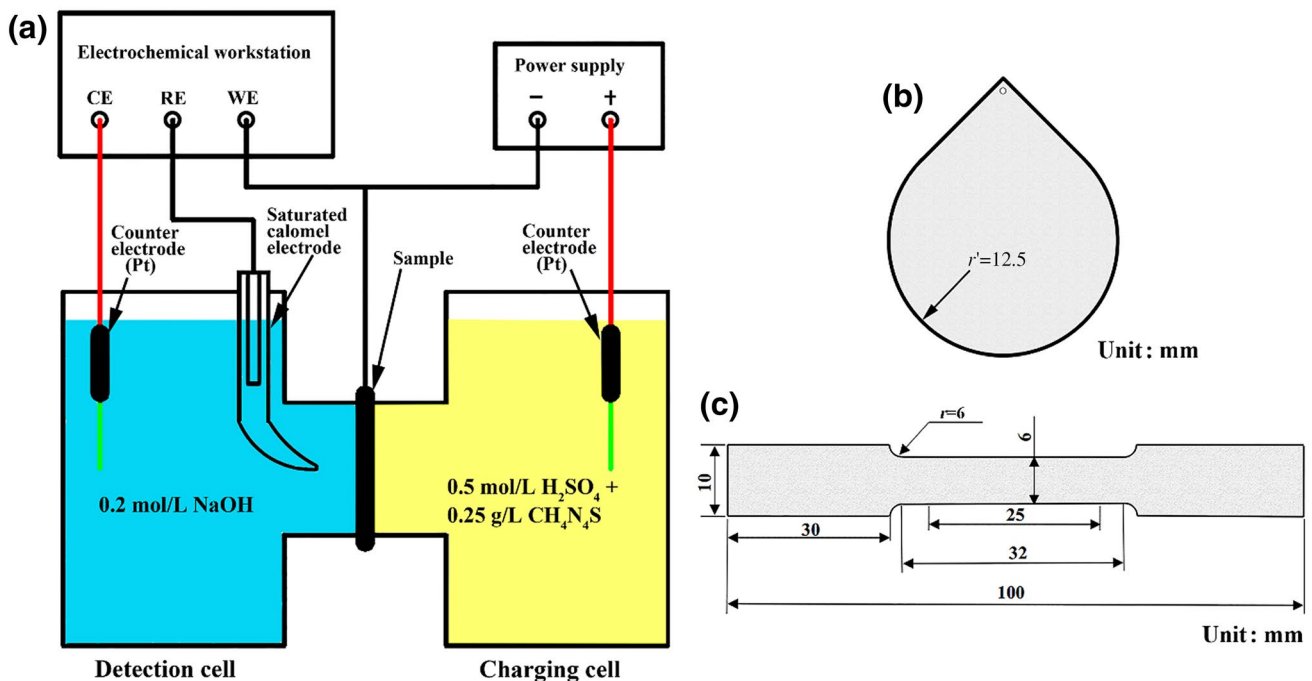 (a)
Electrochemical workstation
CE RE WE
Power supply
− +
Counter
electrode
(Pt)
Saturated
calomel
electrode
Sample
Counter
electrode
(Pt)
0.2 mol/L NaOH
0.5 mol/L H₂SO₄ +
0.25 g/L CH₄N₄S
Detection cell
Charging cell
(b)
r'=12.5
Unit: mm
(c)
r=6
6
10
30
25
32
100
Unit: mm